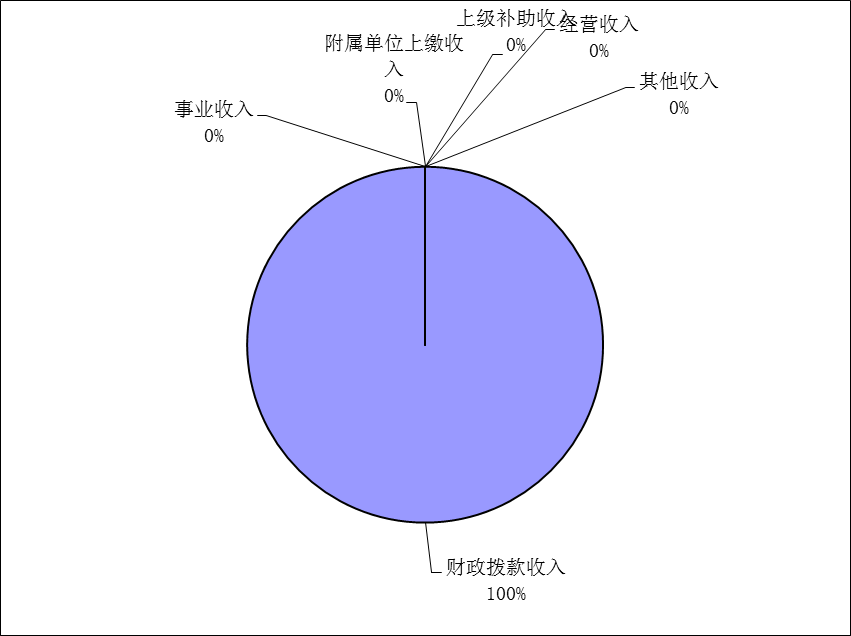 上级补助收入
0%
经营收入
0%
附属单位上缴收
入
0%
其他收入
0%
事业收入
0%
财政拨款收入
100%